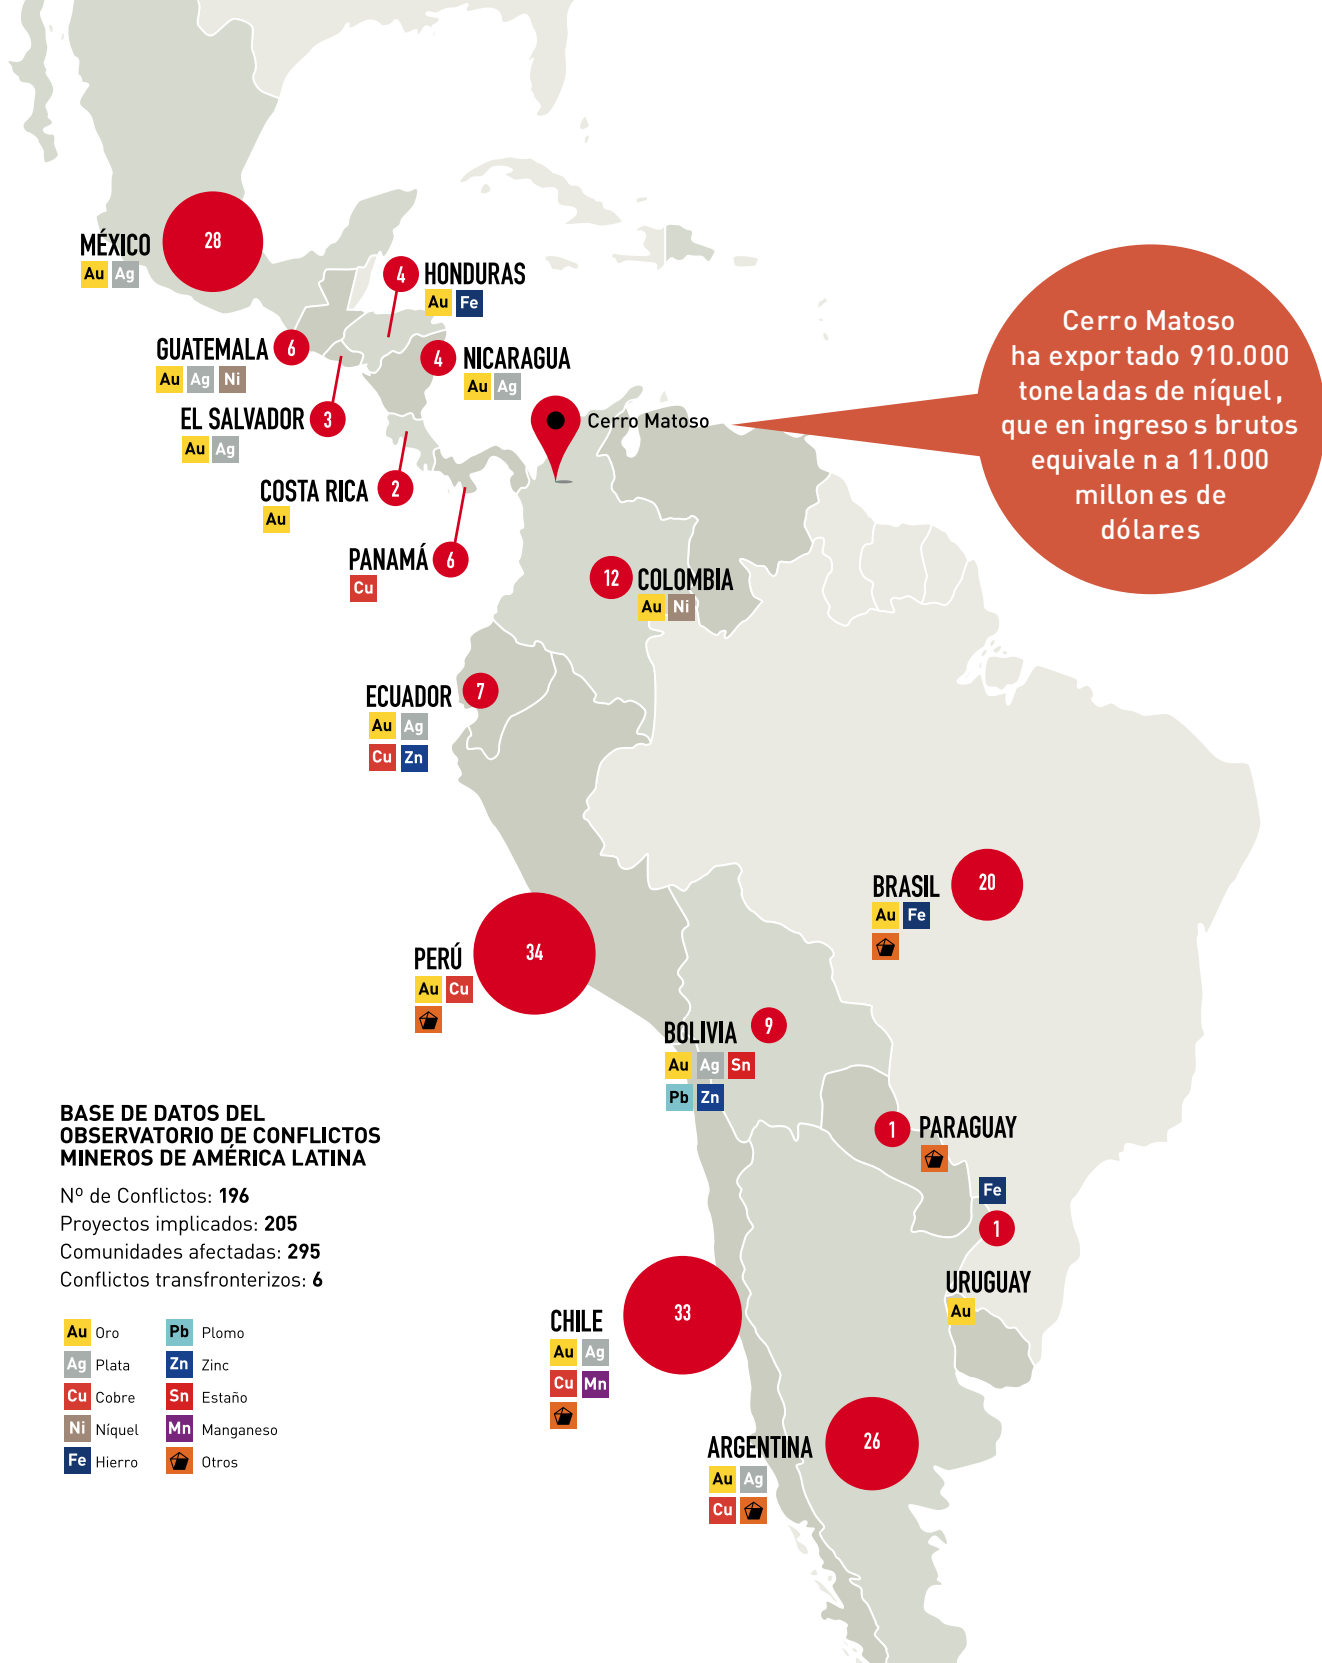 MÉXICO
28
Au Ag
4
HONDURAS
Au Fe
GUATEMALA
6
Au Ag Ni
4
NICARAGUA
Au Ag
EL SALVADOR
3
Au Ag
Cerro Matoso
COSTA RICA
2
Au
PANAMÁ
6
Cu
Cerro Matoso
ha exportado 910.000
toneladas de níquel,
que en ingreso s brutos
equivale n a 11.000
millon es de
dólares
12
COLOMBIA
Au Ni
ECUADOR
7
Au Ag
Cu Zn
BRASIL
20
Au Fe
PERÚ
34
Au Cu
BOLIVIA
9
Au Ag Sn
Pb Zn
1
PARAGUAY
Fe
1
URUGUAY
Au
CHILE
33
Au Ag
Cu Mn
ARGENTINA
26
Au Ag
Cu
BASE DE DATOS DEL
OBSERVATORIO DE CONFLICTOS
MINEROS DE AMÉRICA LATINA
Nº de Conflictos: 196
Proyectos implicados: 205
Comunidades afectadas: 295
Conflictos transfronterizos: 6
Au Oro
Ag Plata
Cu Cobre
Ni Níquel
Fe Hierro
Pb Plomo
Zn Zinc
Sn Estaño
Mn Manganeso
Otros